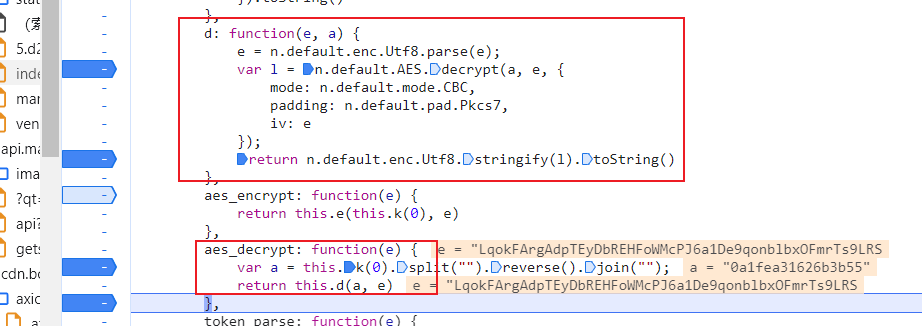 }).toString()
},
d: function(e, a) {
e = n.default.enc.Utf8.parse(e);
var l = n.default.AES.decrypt(a, e, {
mode: n.default.mode.CBC,
padding: n.default.pad.Pkcs7,
iv: e
});
return n.default.enc.Utf8.stringify(l).toString()
},
aes_encrypt: function(e) {
return this.e(this.k(0), e)
},
aes_decrypt: function(e) { e = "LqokFArgAdpTEyDbREHFoWMcPJ6a1De9qonblbxOFmrTs9LRS
var a = this.k(0).split("").reverse().join(""); a = "0a1fea31626b3b55"
return this.d(a, e) e = "LqokFArgAdpTEyDbREHFoWMcPJ6a1De9qonblbxOFmrTs9LRS
},
token_parse: function(e) {
(索
5.d2
inde
mar
ven
api.ma
ima
?qt=
api?
gets
cdn.bo
axic